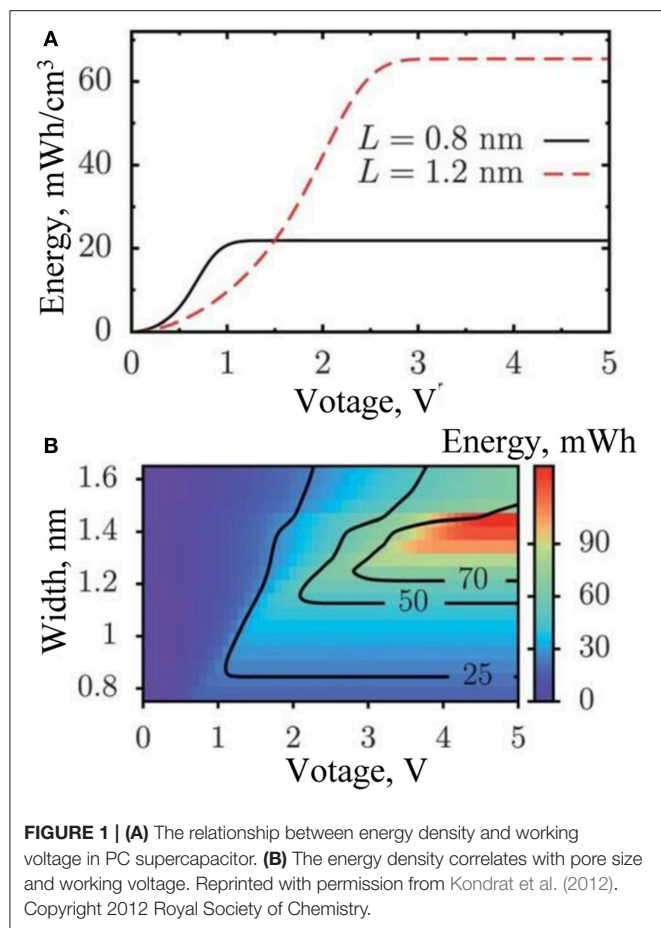 A
Energy, mWh/cm³
60
40
20
0
L = 0.8 nm
L = 1.2 nm
0 1 2 3 4 5
Votage, V
B
Energy, mWh
Width, nm
1.6
1.4
1.2
1
0.8
70
50
25
90
60
30
0
0 1 2 3 4 5
Votage, V
FIGURE 1 | (A) The relationship between energy density and working
voltage in PC supercapacitor. (B) The energy density correlates with pore size
and working voltage. Reprinted with permission from Kondrat et al. (2012).
Copyright 2012 Royal Society of Chemistry.